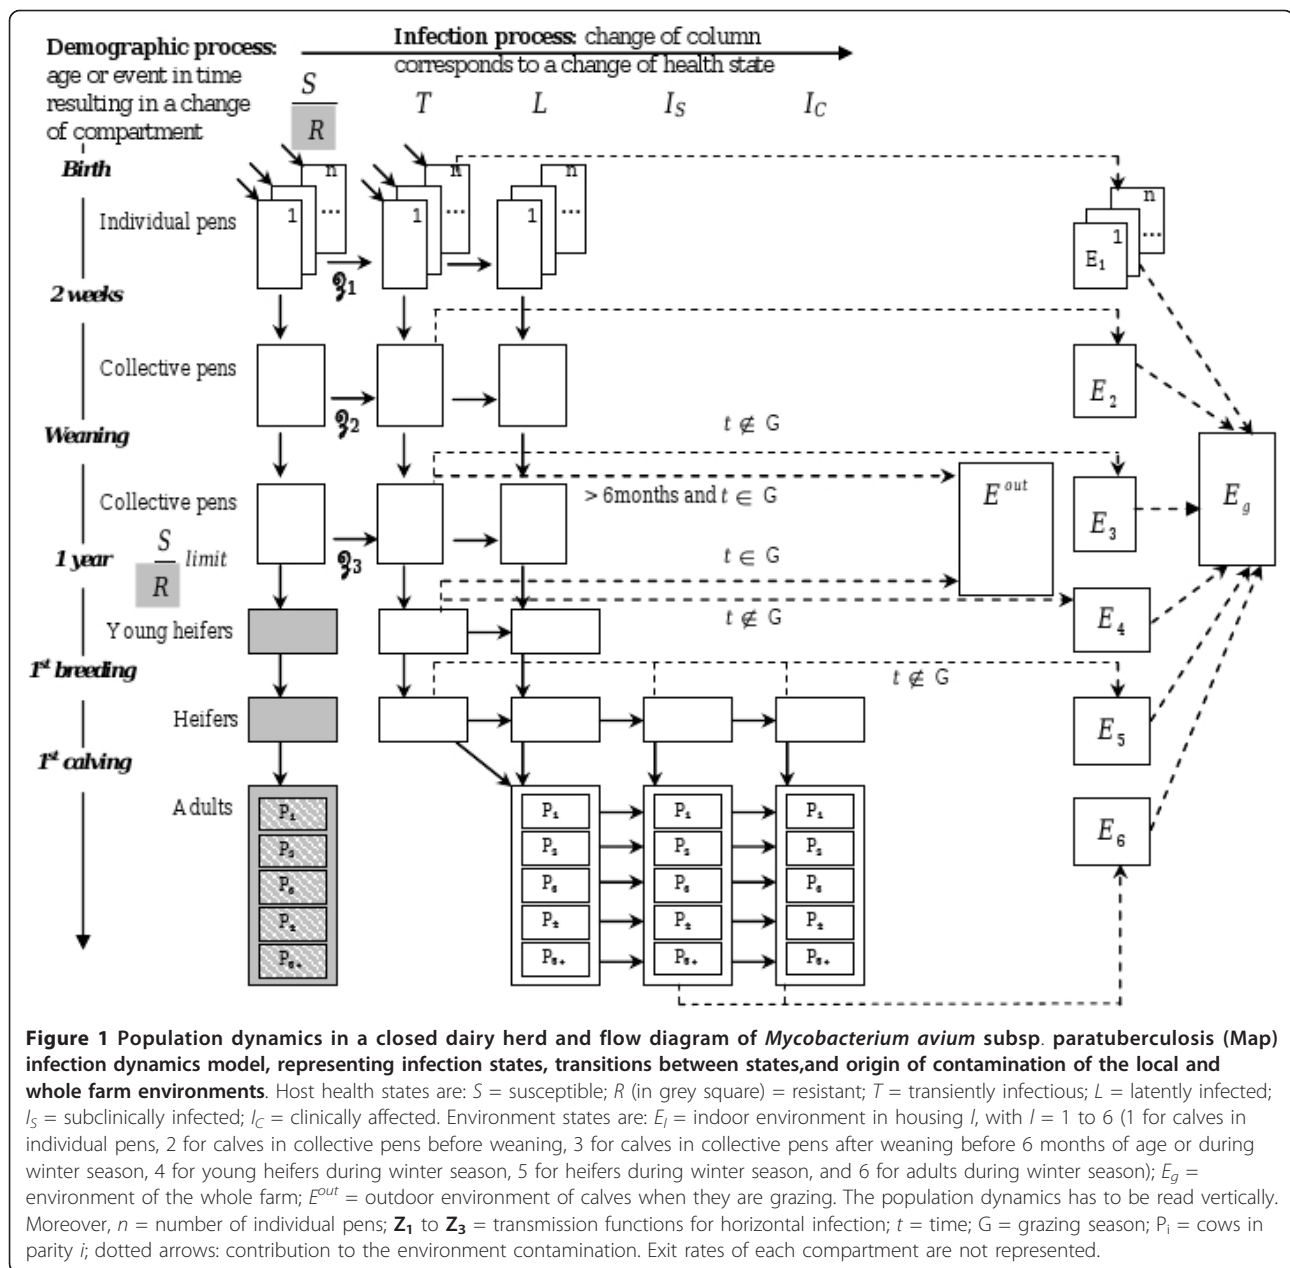 Demographic process:
age or event in time
resulting in a change
of compartment
Infection process: change of column
corresponds to a change of health state
S
R
T
L
I_S
I_C
Birth
Individual pens
1
...
n
1
...
n
1
...
n
E_1
1
...
n
ℨ1
2 weeks
Collective pens
ℨ2
E_2
Weaning
t ∉ G
Collective pens
> 6months and t ∈ G
E^out
E_3
E_g
1 year
S
R
limit
ℨ3
t ∈ G
Young heifers
t ∉ G
E_4
1st breeding
t ∉ G
Heifers
E_5
1st calving
Adults
P_1 P_1 P_1 P_1
E_6
P_5+ P_5+ P_5+ P_5+
Figure 1 Population dynamics in a closed dairy herd and flow diagram of Mycobacterium avium subsp. paratuberculosis (Map)
infection dynamics model, representing infection states, transitions between states,and origin of contamination of the local and
whole farm environments. Host health states are: S = susceptible; R (in grey square) = resistant; T = transiently infectious; L = latently infected;
I_S = subclinically infected; I_C = clinically affected. Environment states are: E_l = indoor environment in housing l, with l = 1 to 6 (1 for calves in
individual pens, 2 for calves in collective pens before weaning, 3 for calves in collective pens after weaning before 6 months of age or during
winter season, 4 for young heifers during winter season, 5 for heifers during winter season, and 6 for adults during winter season); E_g =
environment of the whole farm; E^out = outdoor environment of calves when they are grazing. The population dynamics has to be read vertically.
Moreover, n = number of individual pens; Z_1 to Z_3 = transmission functions for horizontal infection; t = time; G = grazing season; P_i = cows in
parity i; dotted arrows: contribution to the environment contamination. Exit rates of each compartment are not represented.